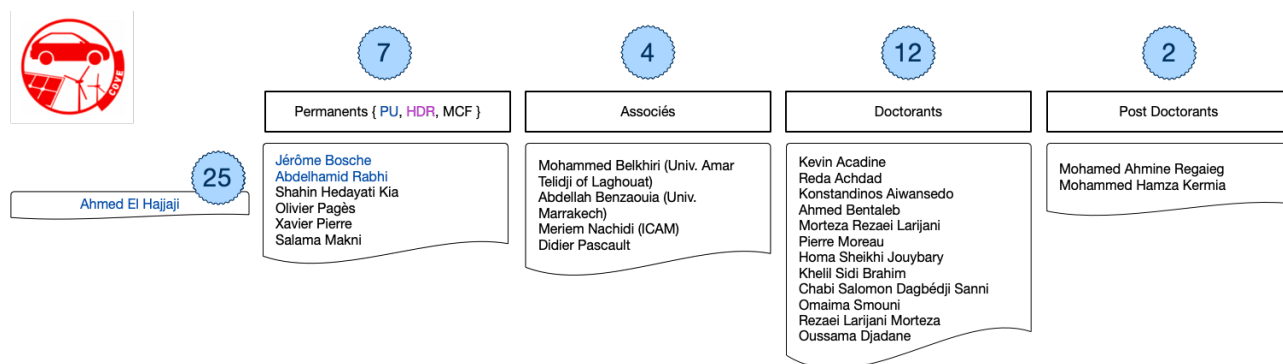 COVE
7
4
12
2
Permanents { PU, HDR, MCF }
Associés
Doctorants
Post Doctorants
25
Ahmed El Hajjaji
Jérôme Bosche
Abdelhamid Rabhi
Shahin Hedayati Kia
Olivier Pagès
Xavier Pierre
Salama Makni
Mohammed Belkhiri (Univ. Amar
Telidji of Laghouat)
Abdellah Benzaouia (Univ.
Marrakech)
Meriem Nachidi (ICAM)
Didier Pascault
Kevin Acadine
Reda Achdad
Konstandinos Aiwansedo
Ahmed Bentaleb
Morteza Rezaei Larijani
Pierre Moreau
Homa Sheikhi Jouybary
Khelil Sidi Brahim
Chabi Salomon Dagbédji Sanni
Omaima Smouni
Rezaei Larijani Morteza
Oussama Djadane
Mohamed Ahmine Regaieg
Mohammed Hamza Kermia